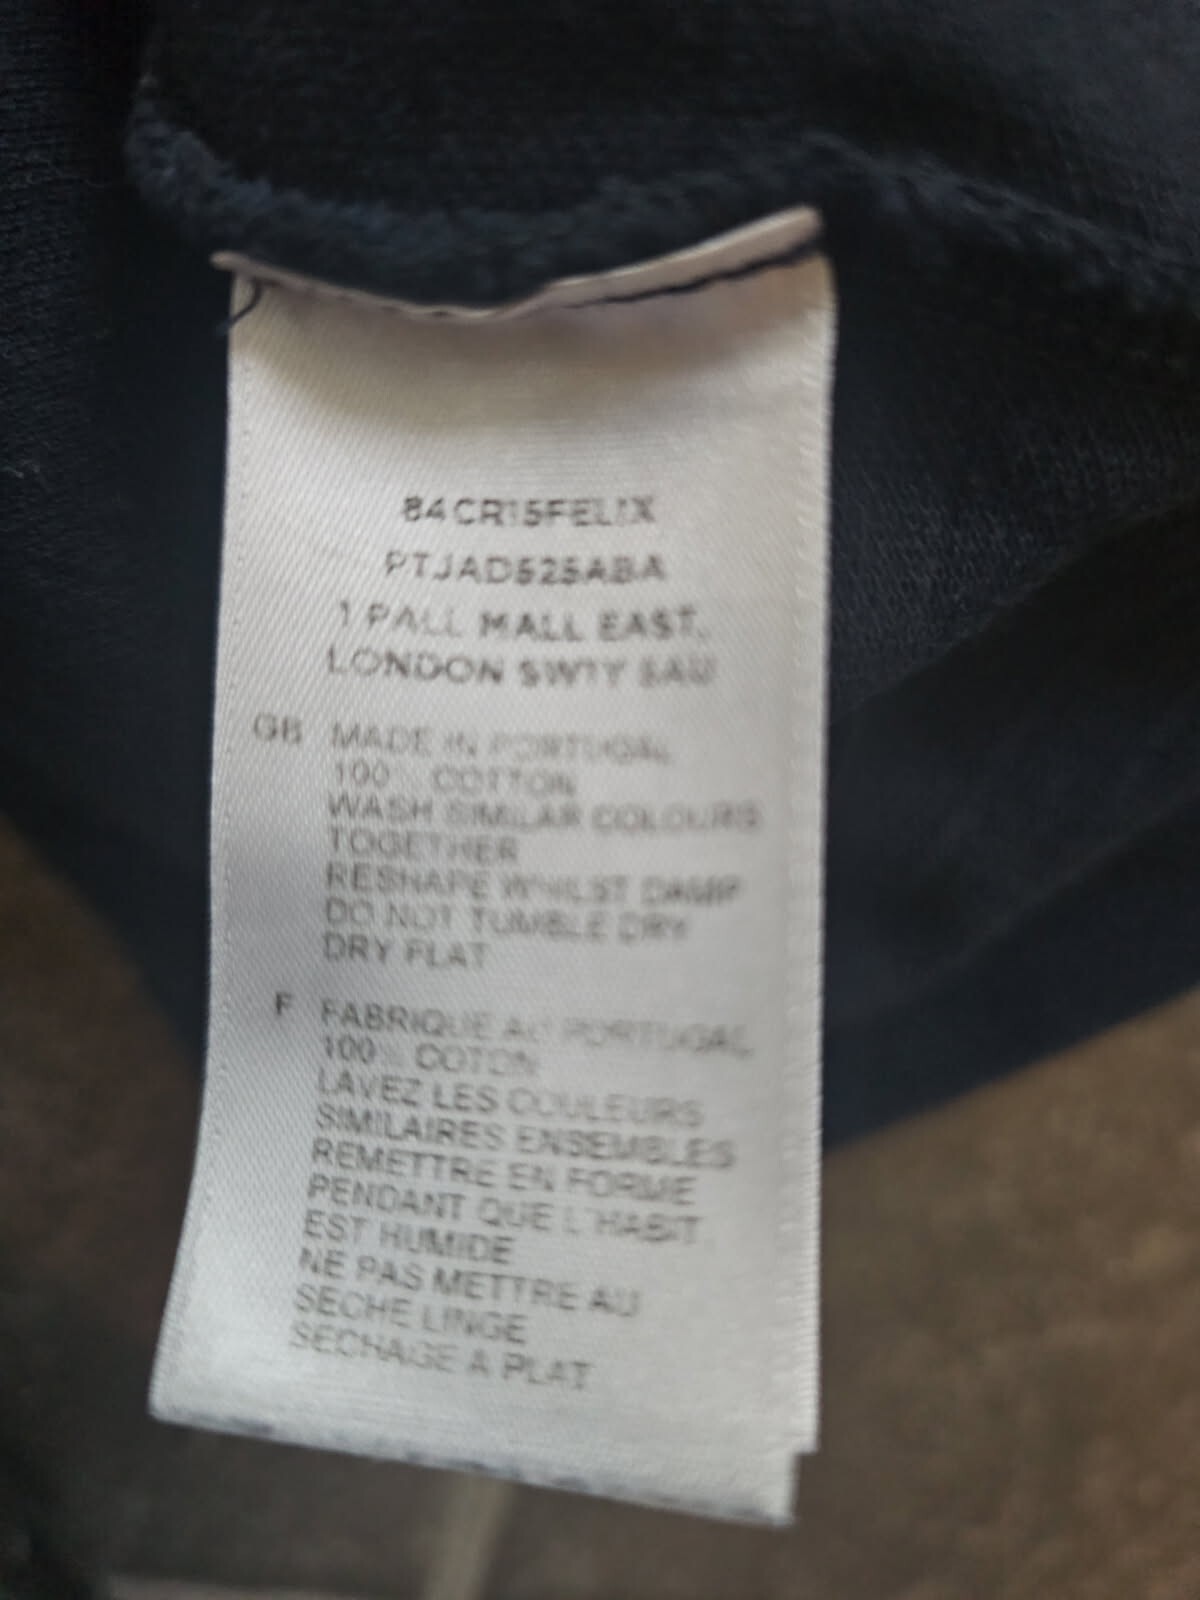 84CR15FELIX
PTJAD525ABA
1 PALL MALL EAST,
LONDON SW1Y 5AU
GB MADE IN PORTUGAL
100% COTTON
WASH SIMILAR COLOURS
TOGETHER
RESHAPE WHILST DAMP
DO NOT TUMBLE DRY
DRY FLAT
F FABRIQUE AU PORTUGAL
100% COTON
LAVEZ LES COULEURS
SIMILAIRES ENSEMBLES
REMETTRE EN FORME
PENDANT QUE L'HABIT
EST HUMIDE
NE PAS METTRE AU
SECHE LINGE
SECHAGE A PLAT